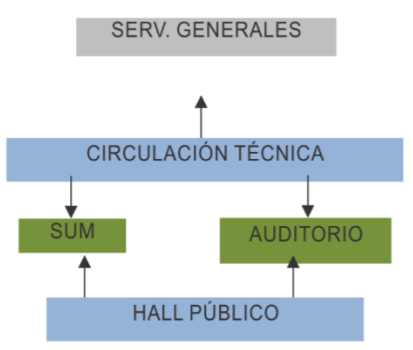 SERV. GENERALES
CIRCULACIÓN TÉCNICA
SUM
AUDITORIO
HALL PÚBLICO